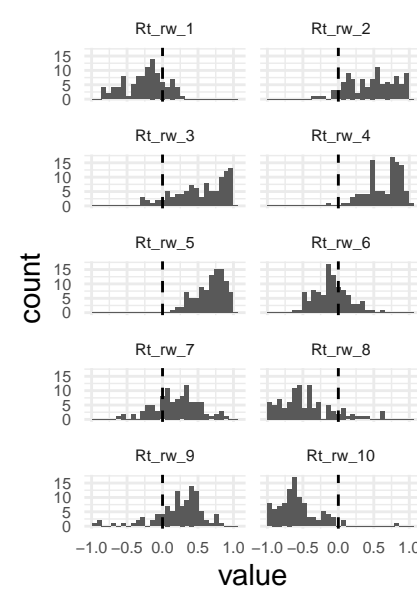 Rt_rw_1 Rt_rw_2
15
10
5
0
Rt_rw_3 Rt_rw_4
15
10
5
0
Rt_rw_5 Rt_rw_6
15
10
5
0
Rt_rw_7 Rt_rw_8
15
10
5
0
Rt_rw_9 Rt_rw_10
15
10
5
0
−1.0 −0.5 0.0 0.5 1.0 −1.0 −0.5 0.0 0.5 1.0
count
value